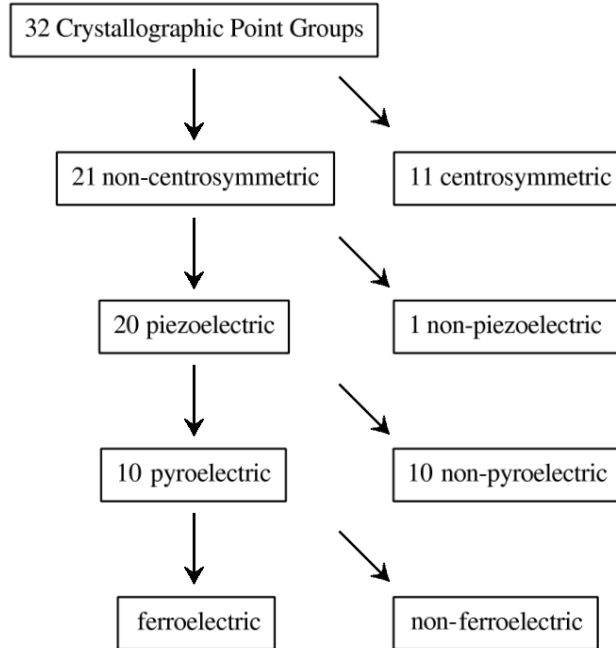 32 Crystallographic Point Groups
21 non-centrosymmetric
11 centrosymmetric
20 piezoelectric
1 non-piezoelectric
10 pyroelectric
10 non-pyroelectric
ferroelectric
non-ferroelectric